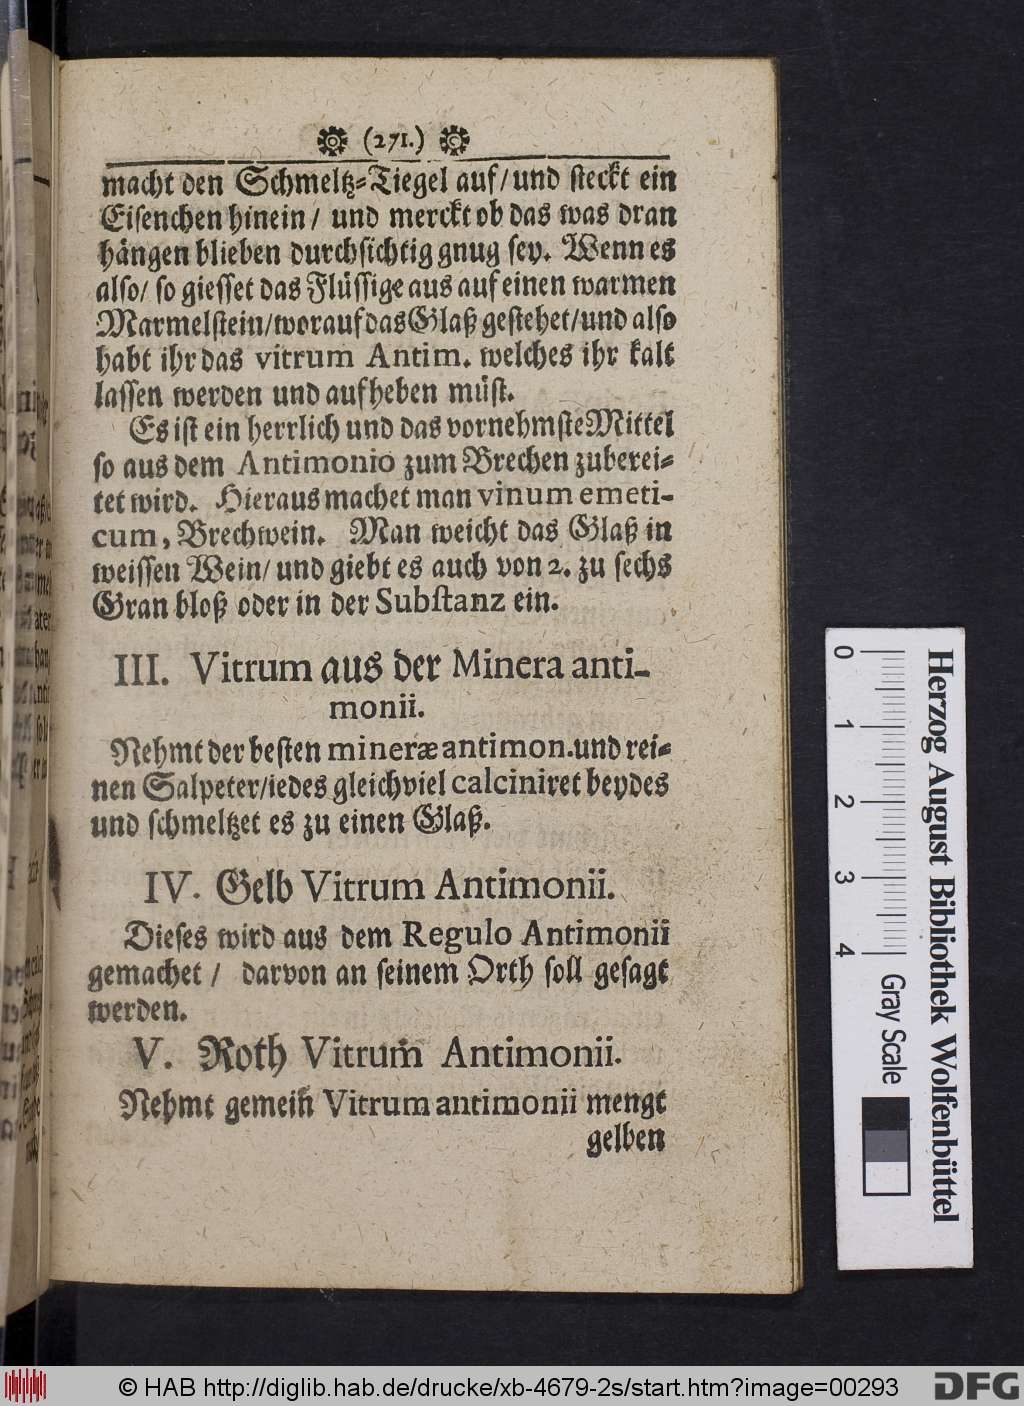 (271.)
macht den Schmeltz-Tiegel auf/ und steckt ein
Eisenchen hinein/ und merckt ob das was dran
hängen blieben durchsichtig gnug sey. Wenn es
also/ so giesset das Flüssige aus auf einen warmen
Marmelstein/ worauf das Glaß gestehet/ und also
habt ihr das vitrum Antim. welches ihr kalt
lassen werden und aufheben müst.
Es ist ein herrlich und das vornehmste Mittel
so aus dem Antimonio zum Brechen zuberei-
tet wird. Hieraus machet man vinum emeti-
cum, Brechwein. Man weicht das Glaß in
weissen Wein/ und giebt es auch von 2. zu sechs
Gran bloß oder in der Substanz ein.
III. Vitrum aus der Minera anti-
monii.
Nehmt der besten mineræ antimon. und rei-
nen Salpeter/ iedes gleichviel calciniret beydes
und schmeltzet es zu einen Glaß.
IV. Gelb Vitrum Antimonii.
Dieses wird aus dem Regulo Antimonii
gemachet / darvon an seinem Orth soll gesagt
werden.
V. Roth Vitrum Antimonii.
Nehmt gemein Vitrum antimonii mengt
gelben
Herzog August Bibliothek Wolfenbüttel
0 1 2 3 4
Gray Scale
© HAB http://diglib.hab.de/drucke/xb-4679-2s/start.htm?image=00293
DFG